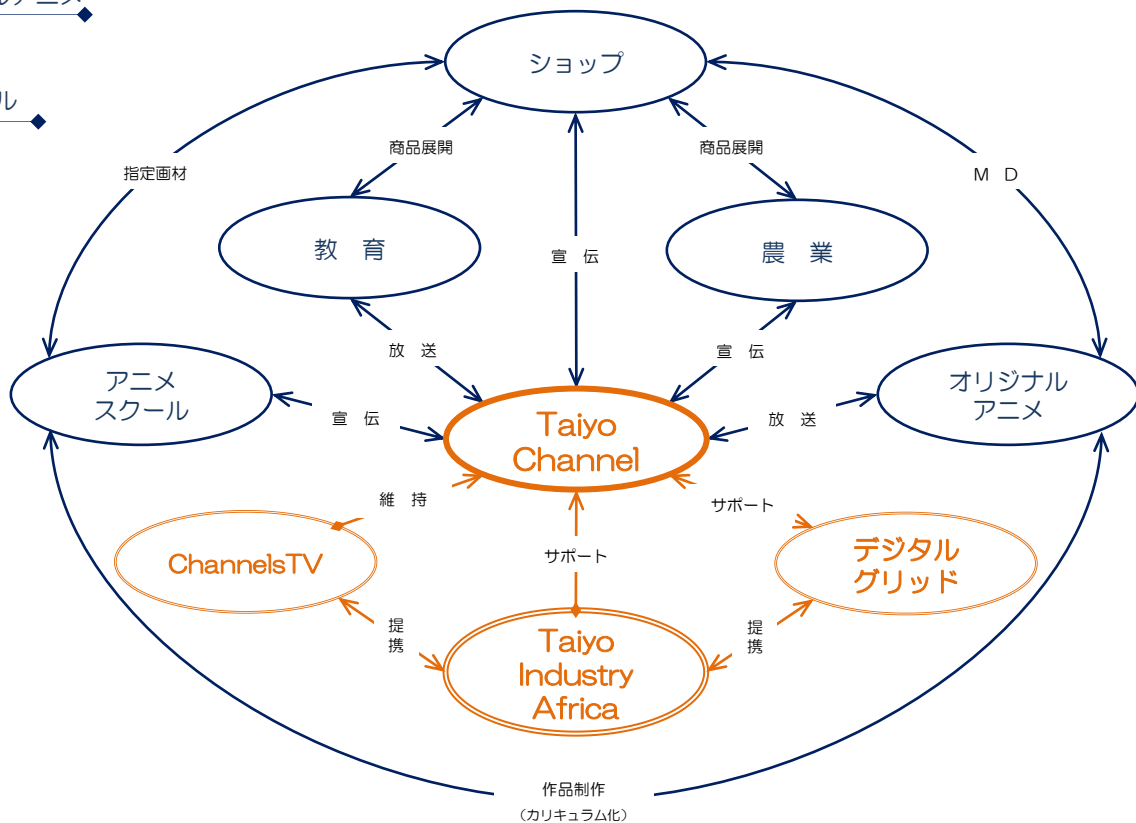 ショップ
ル
商品展開
商品展開
指定画材
Ｍ Ｄ
教 育
農 業
宣 伝
放 送
宣 伝
アニメ
スクール
オリジナル
アニメ
宣 伝
Taiyo
Channel
放 送
維 持
サポート
ChannelsTV
サポート
デジタル
グリッド
提
携
提
携
Taiyo
Industry
Africa
作品制作
（カリキュラム化）